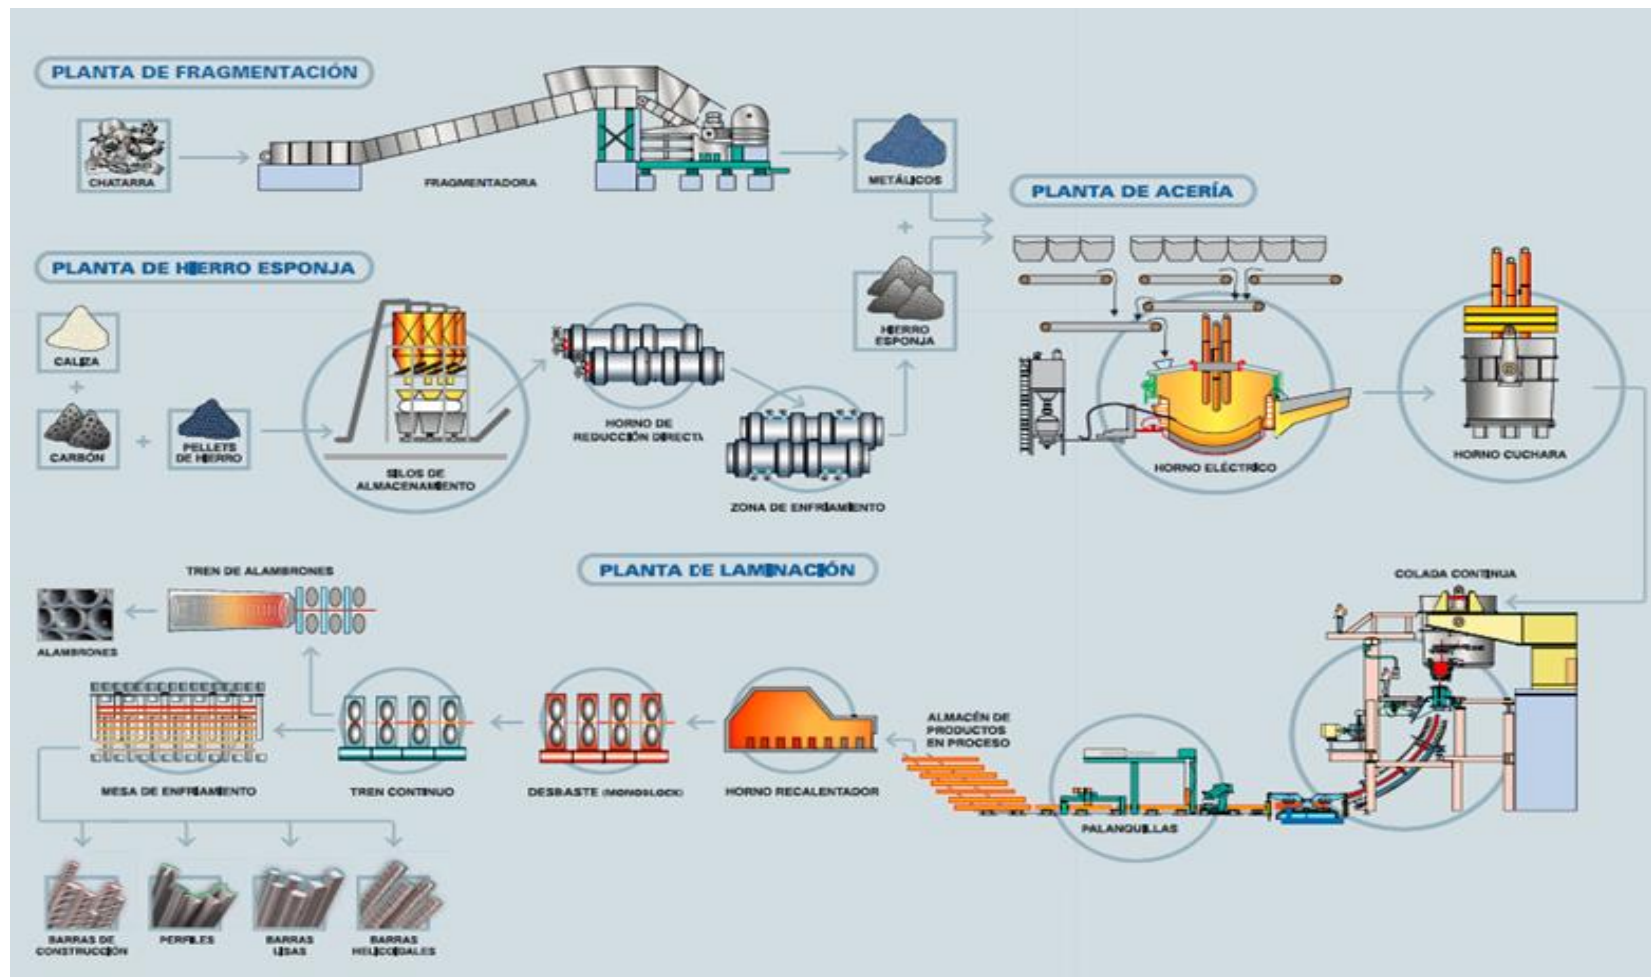 PLANTA DE FRAGMENTACIÓN
CHATARRA
FRAGMENTADORA
METÁLICOS
+
PLANTA DE HIERRO ESPONJA
CALIZA
+
CARBÓN
+
PELLETS
DE HIERRO
SILOS DE
ALMACENAMIENTO
HORNO DE
REDUCCIÓN DIRECTA
ZONA DE ENFRIAMIENTO
HIERRO
ESPONJA
PLANTA DE ACERÍA
HORNO ELÉCTRICO
HORNO CUCHARA
COLADA CONTINUA
PALANQUILLAS
ALMACÉN DE
PRODUCTOS
EN PROCESO
PLANTA DE LAMINACIÓN
HORNO RECALENTADOR
DESBASTE (MONOBLOCK)
TREN CONTINUO
TREN DE ALAMBRONES
ALAMBRONES
MESA DE ENFRIAMIENTO
BARRAS DE
CONSTRUCCIÓN
PERFILES
BARRAS
LISAS
BARRAS
HELICOIDALES